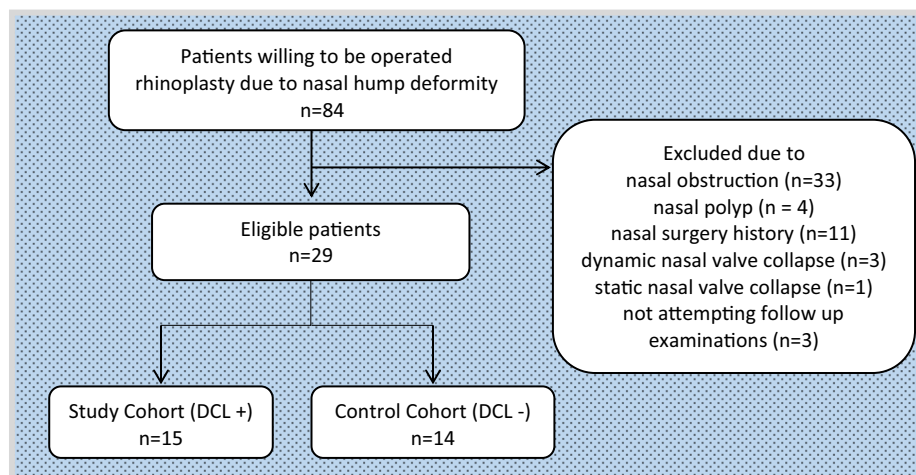 Patients willing to be operated
rhinoplasty due to nasal hump deformity
n=84
Excluded due to
nasal obstruction (n=33)
nasal polyp (n = 4)
nasal surgery history (n=11)
dynamic nasal valve collapse (n=3)
static nasal valve collapse (n=1)
not attempting follow up
examinations (n=3)
Eligible patients
n=29
Study Cohort (DCL +)
n=15
Control Cohort (DCL -)
n=14